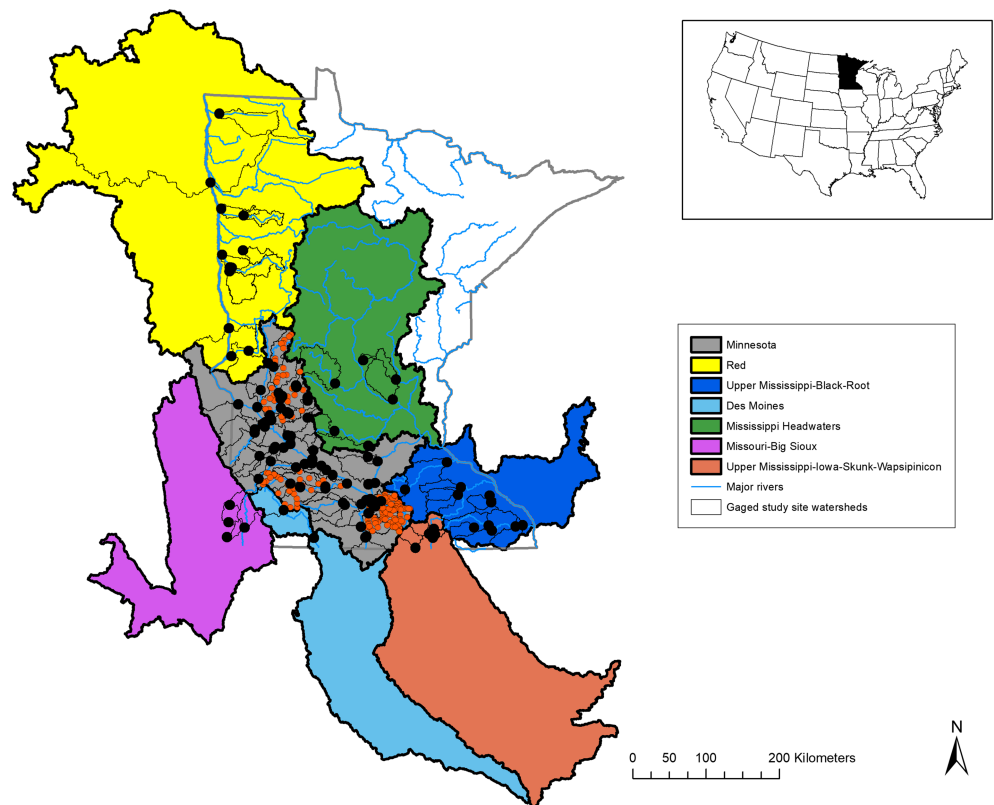 Minnesota
Red
Upper Mississippi-Black-Root
Des Moines
Mississippi Headwaters
Missouri-Big Sioux
Upper Mississippi-Iowa-Skunk-Wapsipinicon
Major rivers
Gaged study site watersheds
N
0 50 100 200 Kilometers